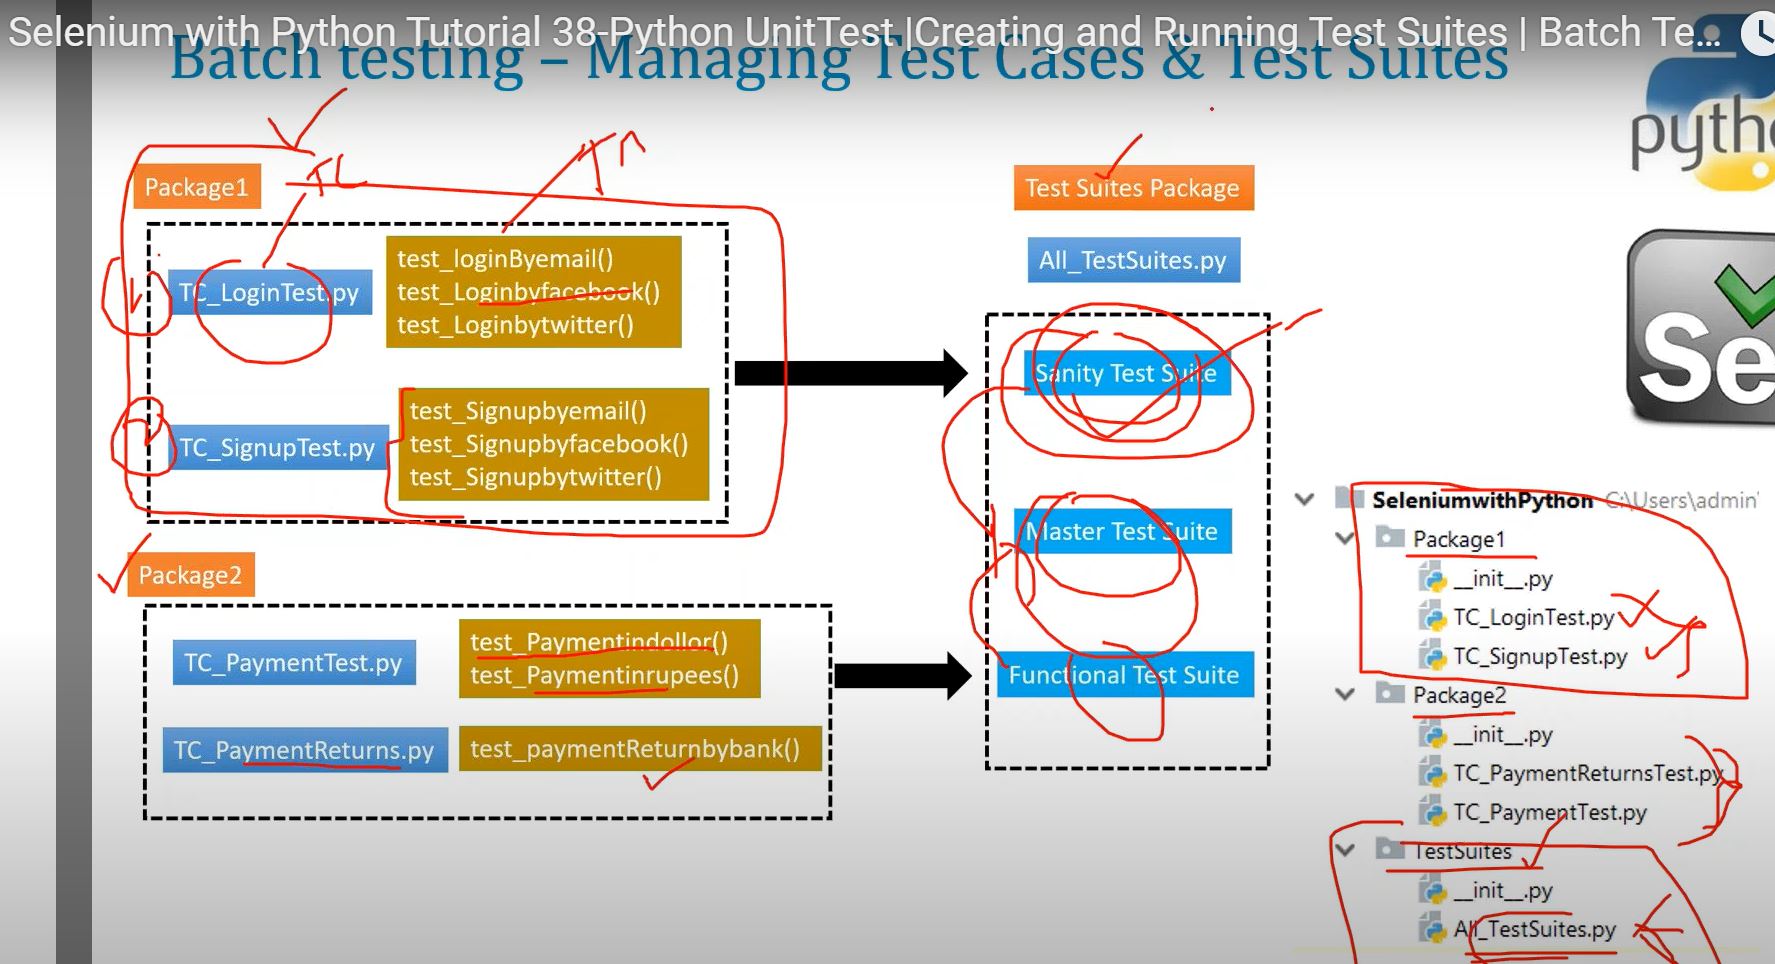 Selenium with Python Tutorial 38-Python UnitTest |Creating and Running Test Suites | Batch Te...
Batch testing – Managing Test Cases & Test Suites
Package1
TC_LoginTest.py
test_loginByemail()
test_Loginbyfacebook()
test_Loginbytwitter()
TC_SignupTest.py
test_Signupbyemail()
test_Signupbyfacebook()
test_Signupbytwitter()
Package2
TC_PaymentTest.py
test_Paymentindollor()
test_Paymentinrupees()
TC_PaymentReturns.py
test_paymentReturnbybank()
Test Suites Package
All_TestSuites.py
Sanity Test Suite
Master Test Suite
Functional Test Suite
pyth
Se
SeleniumwithPython C:\Users\admin
Package1
__init__.py
TC_LoginTest.py
TC_SignupTest.py
Package2
__init__.py
TC_PaymentReturnsTest.py
TC_PaymentTest.py
TestSuites
__init__.py
All_TestSuites.py